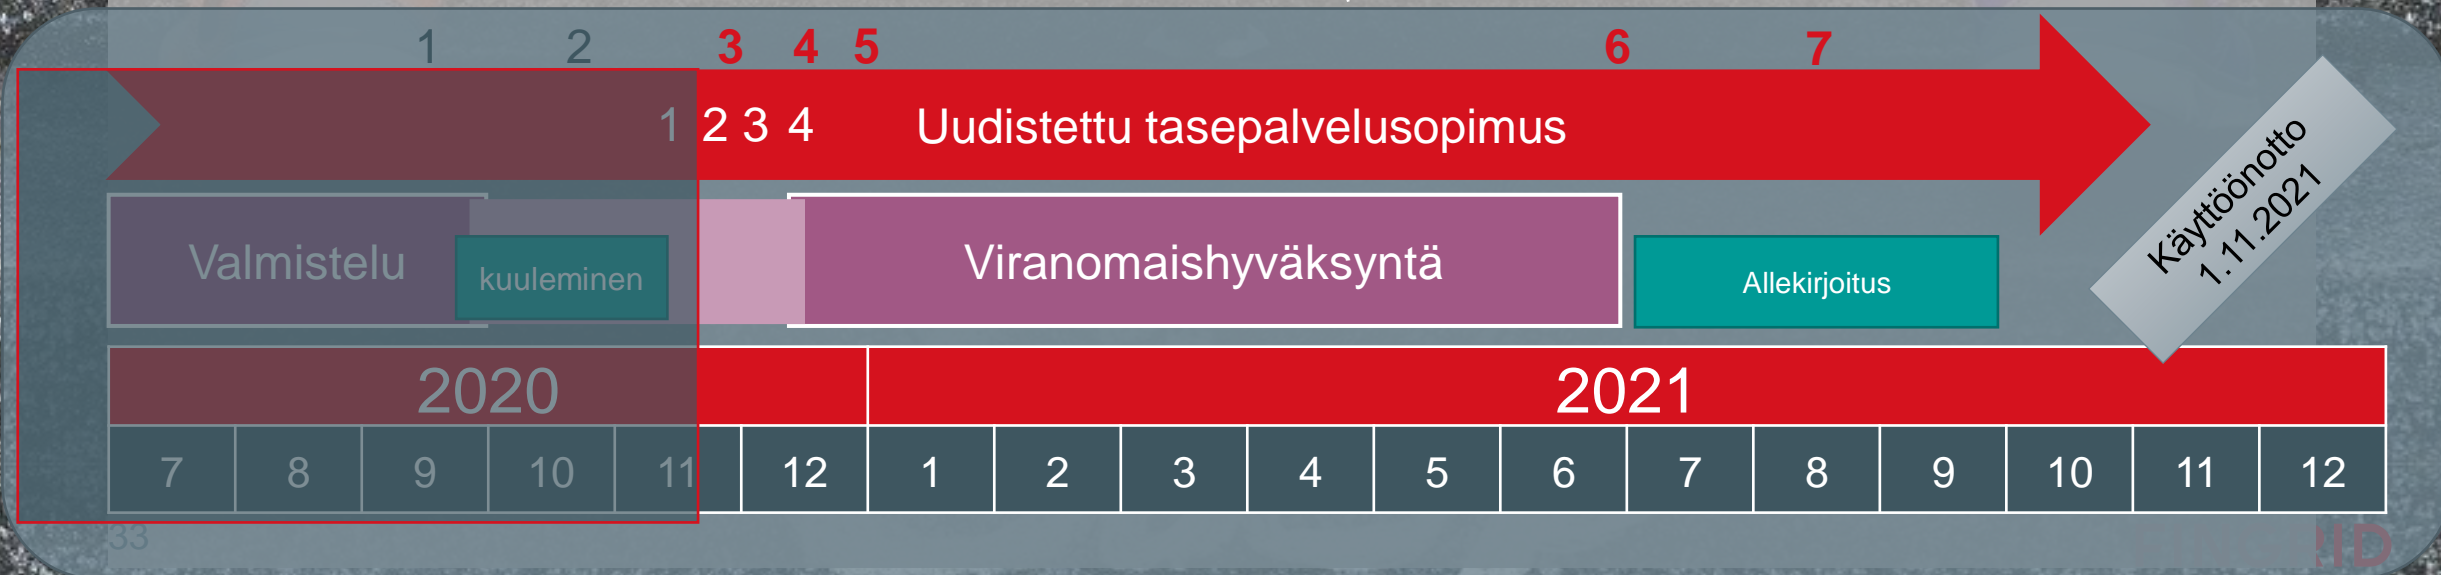 1 2 3 4 5 6 7
1 2 3 4 Uudistettu tasepalvelusopimus
Käyttöönotto
1.11.2021
Valmistelu
kuuleminen
Viranomaishyväksyntä
Allekirjoitus
2020 2021
7 8 9 10 11 12 1 2 3 4 5 6 7 8 9 10 11 12
33
FINGRID